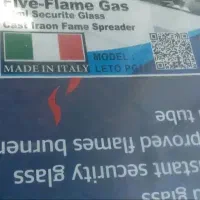 Five-Flame Gas
Securite Glass
Cast Iraon Fame Spreader
MODEL
MADE IN ITALY
LETO
tube
proved flames burner
stant security glass
glass